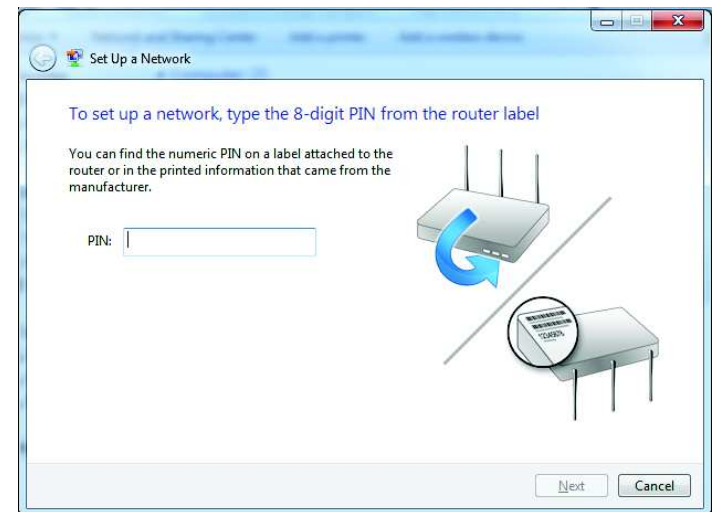 Set Up a Network
To set up a network, type the 8-digit PIN from the router label
You can find the numeric PIN on a label attached to the
router or in the printed information that came from the
manufacturer.
PIN:
12345678
Next
Cancel